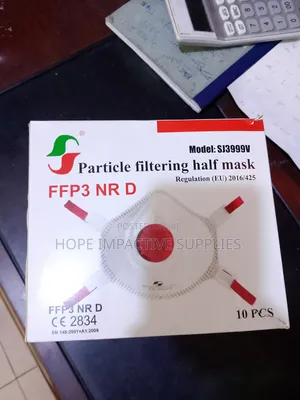 Model: SJ3999V
Particle filtering half mask
Regulation (EU) 2016/425
FFP3 NR D
HOPE IMPACTIVE SUPPLIES
FFP3 NR D
CE 2834
EN 149:2001+A1:2009
10 PCS